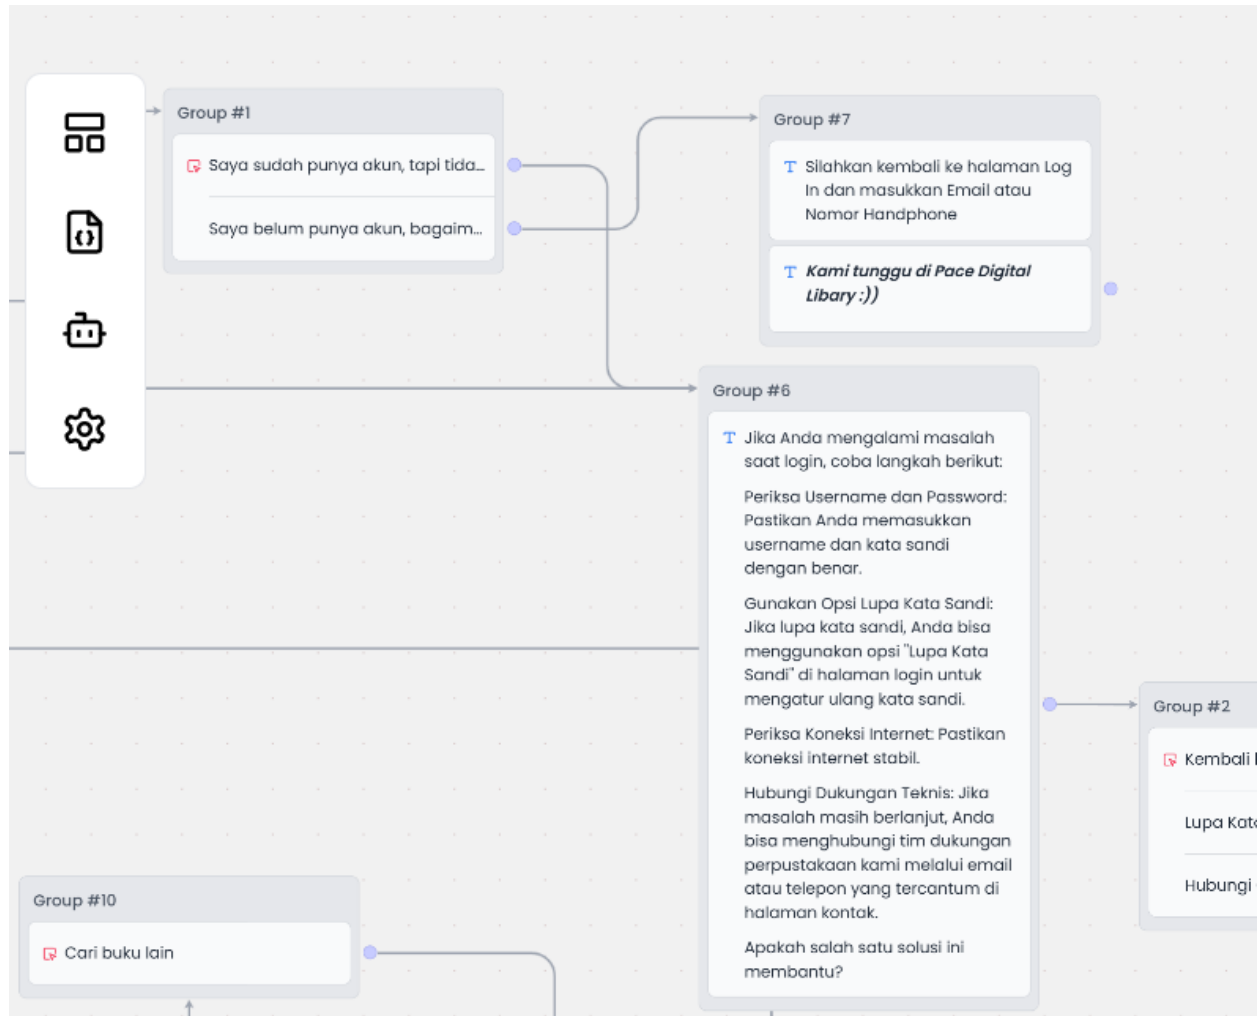 Group #1
Saya sudah punya akun, tapi tida...
Saya belum punya akun, bagaim...
Group #7
Silahkan kembali ke halaman Log
In dan masukkan Email atau
Nomor Handphone
Kami tunggu di Pace Digital
Libary :))
Group #6
Jika Anda mengalami masalah
saat login, coba langkah berikut:
Periksa Username dan Password:
Pastikan Anda memasukkan
username dan kata sandi
dengan benar.
Gunakan Opsi Lupa Kata Sandi:
Jika lupa kata sandi, Anda bisa
menggunakan opsi "Lupa Kata
Sandi" di halaman login untuk
mengatur ulang kata sandi.
Periksa Koneksi Internet: Pastikan
koneksi internet stabil.
Hubungi Dukungan Teknis: Jika
masalah masih berlanjut, Anda
bisa menghubungi tim dukungan
perpustakaan kami melalui email
atau telepon yang tercantum di
halaman kontak.
Apakah salah satu solusi ini
membantu?
Group #2
Kembali
Lupa
Hubungi
Group #10
Cari buku lain